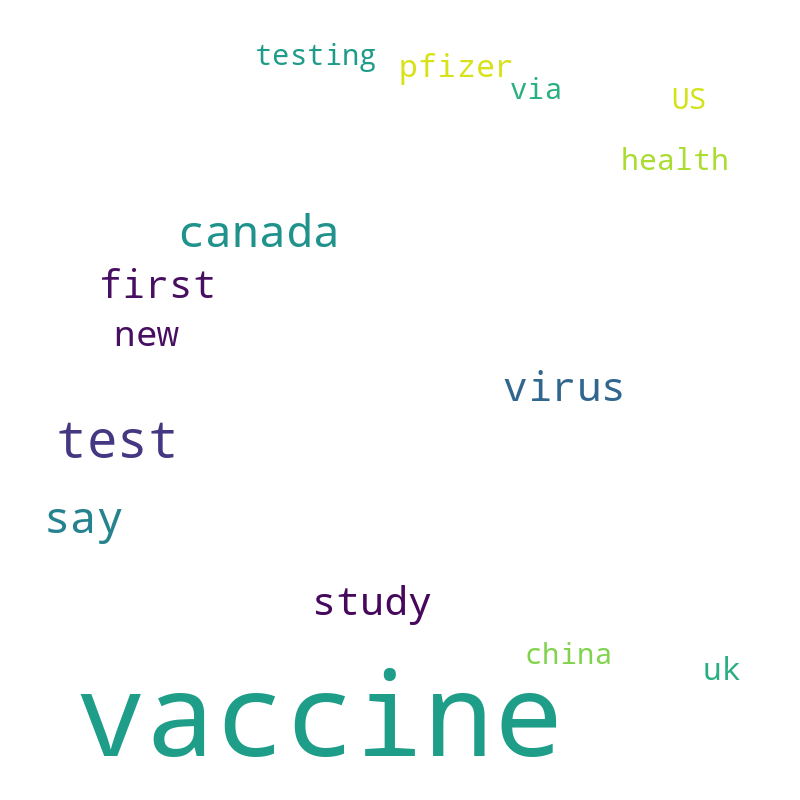 testing
pfizer
via
US
health
canada
first
new
virus
test
say
study
china
uk
vaccine